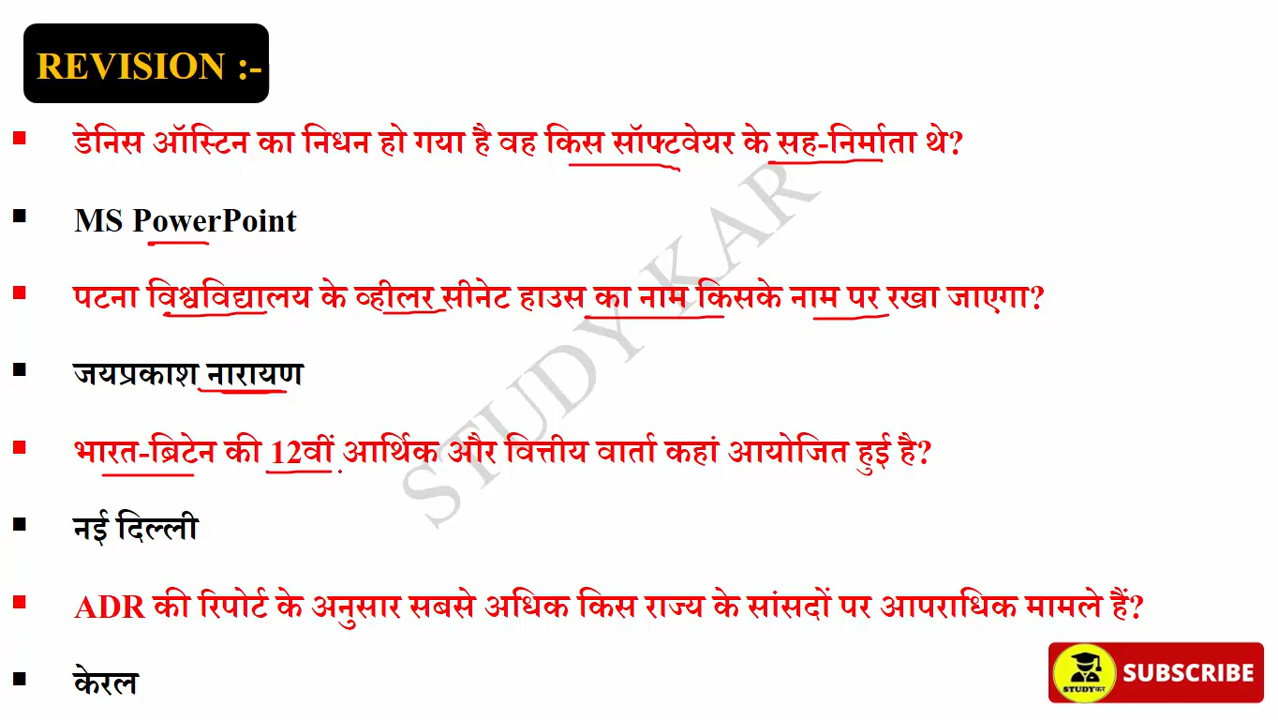 REVISION :-
डेनिस ऑस्टिन का निधन हो गया है वह किस सॉफ्टवेयर के सह-निर्माता थे?
MS PowerPoint
पटना विश्वविद्यालय के व्हीलर सीनेट हाउस का नाम किसके नाम पर रखा जाएगा?
जयप्रकाश नारायण
भारत-ब्रिटेन की 12वीं आर्थिक और वित्तीय वार्ता कहां आयोजित हुई है?
नई दिल्ली
ADR की रिपोर्ट के अनुसार सबसे अधिक किस राज्य के सांसदों पर आपराधिक मामले हैं?
केरल
STUDY KAR
STUDYकर
SUBSCRIBE